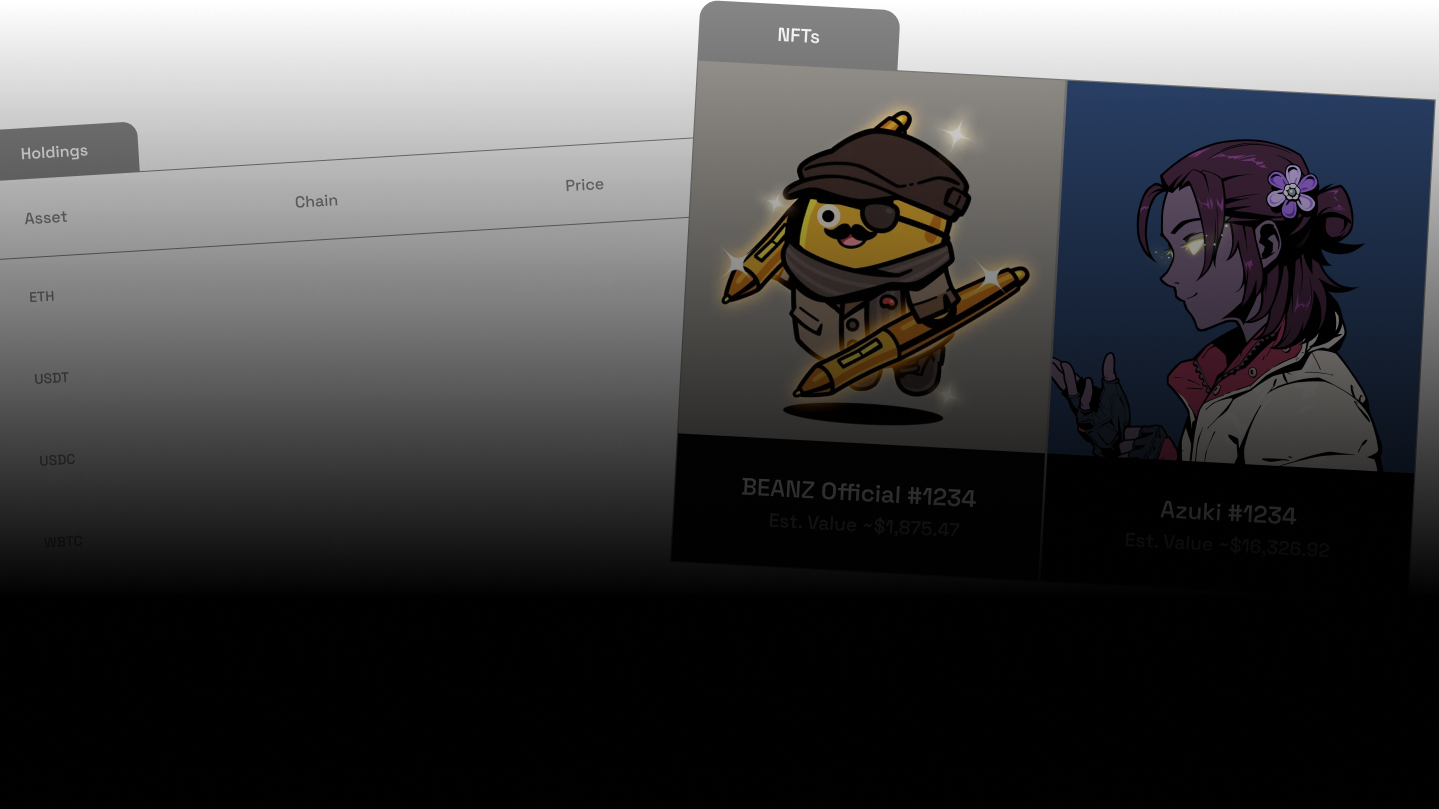 NFTs
Holdings
Asset Chain Price
ETH
USDT
USDC
WBTC
BEANZ Official #1234
Est. Value ~$1,875.47
Azuki #1234
Est. Value ~$16,326.92